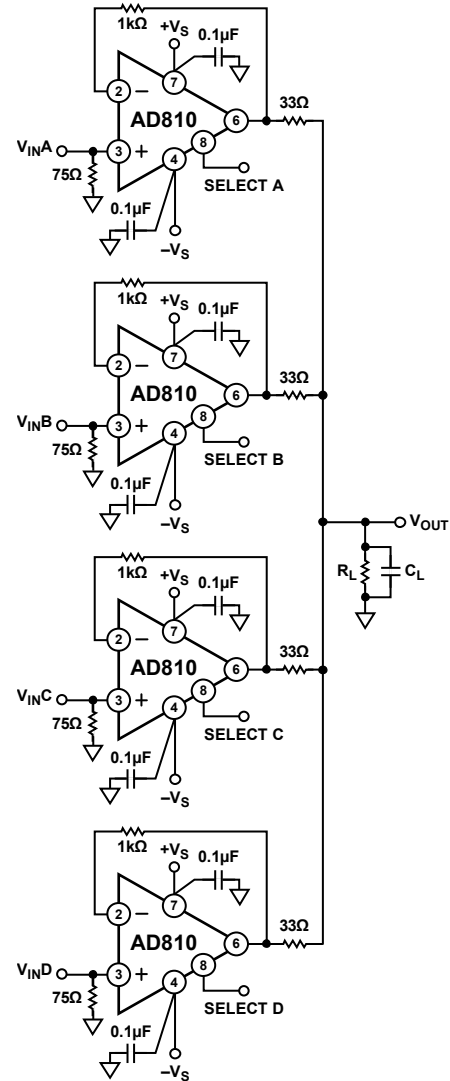 1kΩ
+VS
0.1µF
7
2
−
AD810
6
33Ω
VINA
3
+
8
4
75Ω
SELECT A
0.1µF
−VS
1kΩ
+VS
0.1µF
7
2
−
AD810
6
33Ω
VINB
3
+
8
4
75Ω
SELECT B
0.1µF
−VS
VOUT
RL
CL
1kΩ
+VS
0.1µF
7
2
−
AD810
6
33Ω
VINC
3
+
8
4
75Ω
SELECT C
0.1µF
−VS
1kΩ
+VS
0.1µF
7
2
−
AD810
6
33Ω
VIND
3
+
8
4
75Ω
SELECT D
0.1µF
−VS